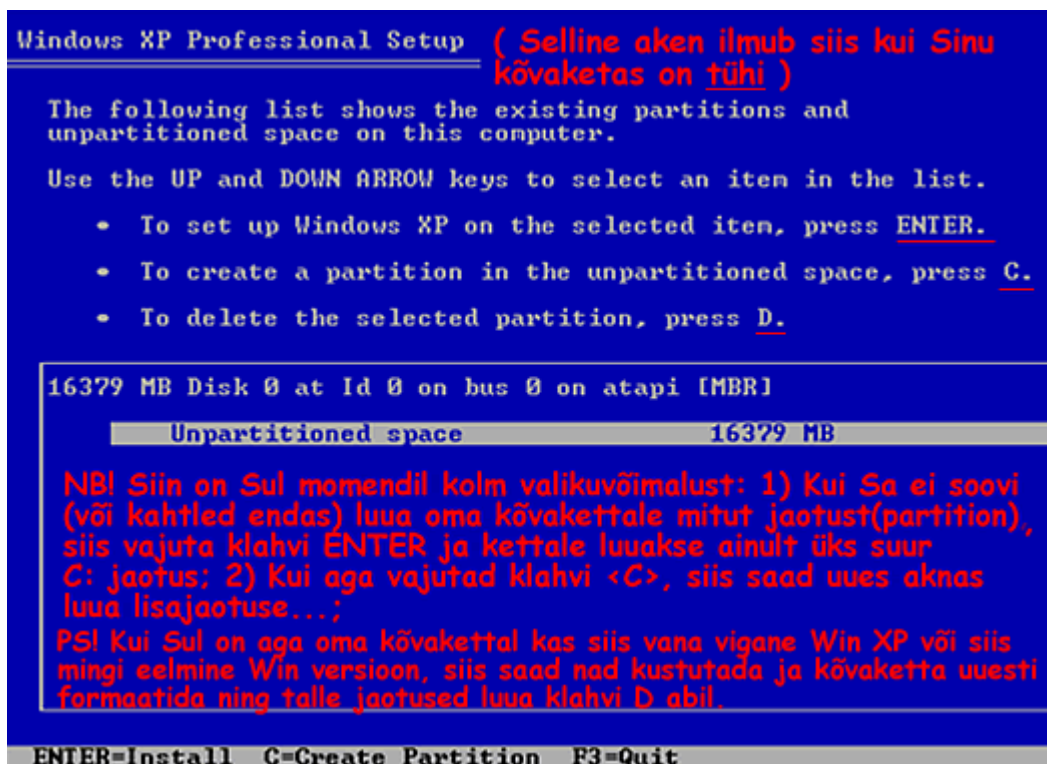 Windows XP Professional Setup ( Selline aken ilmub siis kui Sinu
kõvaketas on tühi )
The following list shows the existing partitions and
unpartitioned space on this computer.
Use the UP and DOWN ARROW keys to select an item in the list.
• To set up Windows XP on the selected item, press ENTER.
• To create a partition in the unpartitioned space, press C.
• To delete the selected partition, press D.
16379 MB Disk 0 at Id 0 on bus 0 on atapi [MBR]
Unpartitioned space 16379 MB
NB! Siin on Sul momendil kolm valikuvõimalust: 1) Kui Sa ei soovi
(või kahtled endas) luua oma kõvakettale mitut jaotust(partition),
siis vajuta klahvi ENTER ja kettale luuakse ainult üks suur
C: jaotus; 2) Kui aga vajutad klahvi <C>, siis saad uues aknas
luua lisajaotuse...;
PS! Kui Sul on aga oma kõvakettal kas siis vana vigane Win XP või siis
mingi eelmine Win versioon, siis saad nad kustutada ja kõvaketta uuesti
formaatida ning talle jaotused luua klahvi D abil.
ENTER=Install C=Create Partition F3=Quit